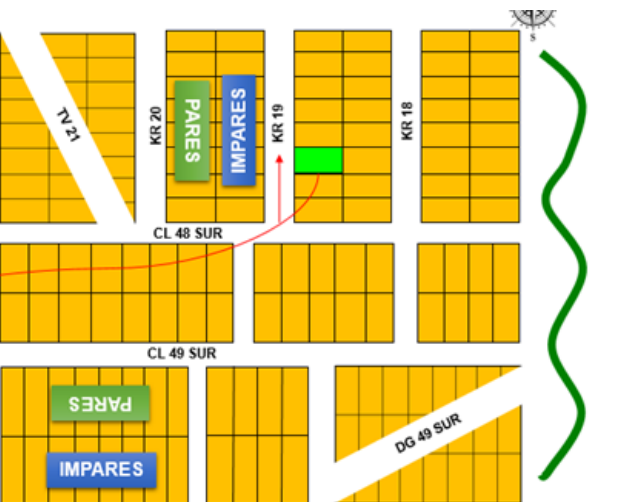 S
TV 21
KR 20
PARES
IMPARES
KR 19
KR 18
CL 48 SUR
CL 49 SUR
PARES
IMPARES
DG 49 SUR